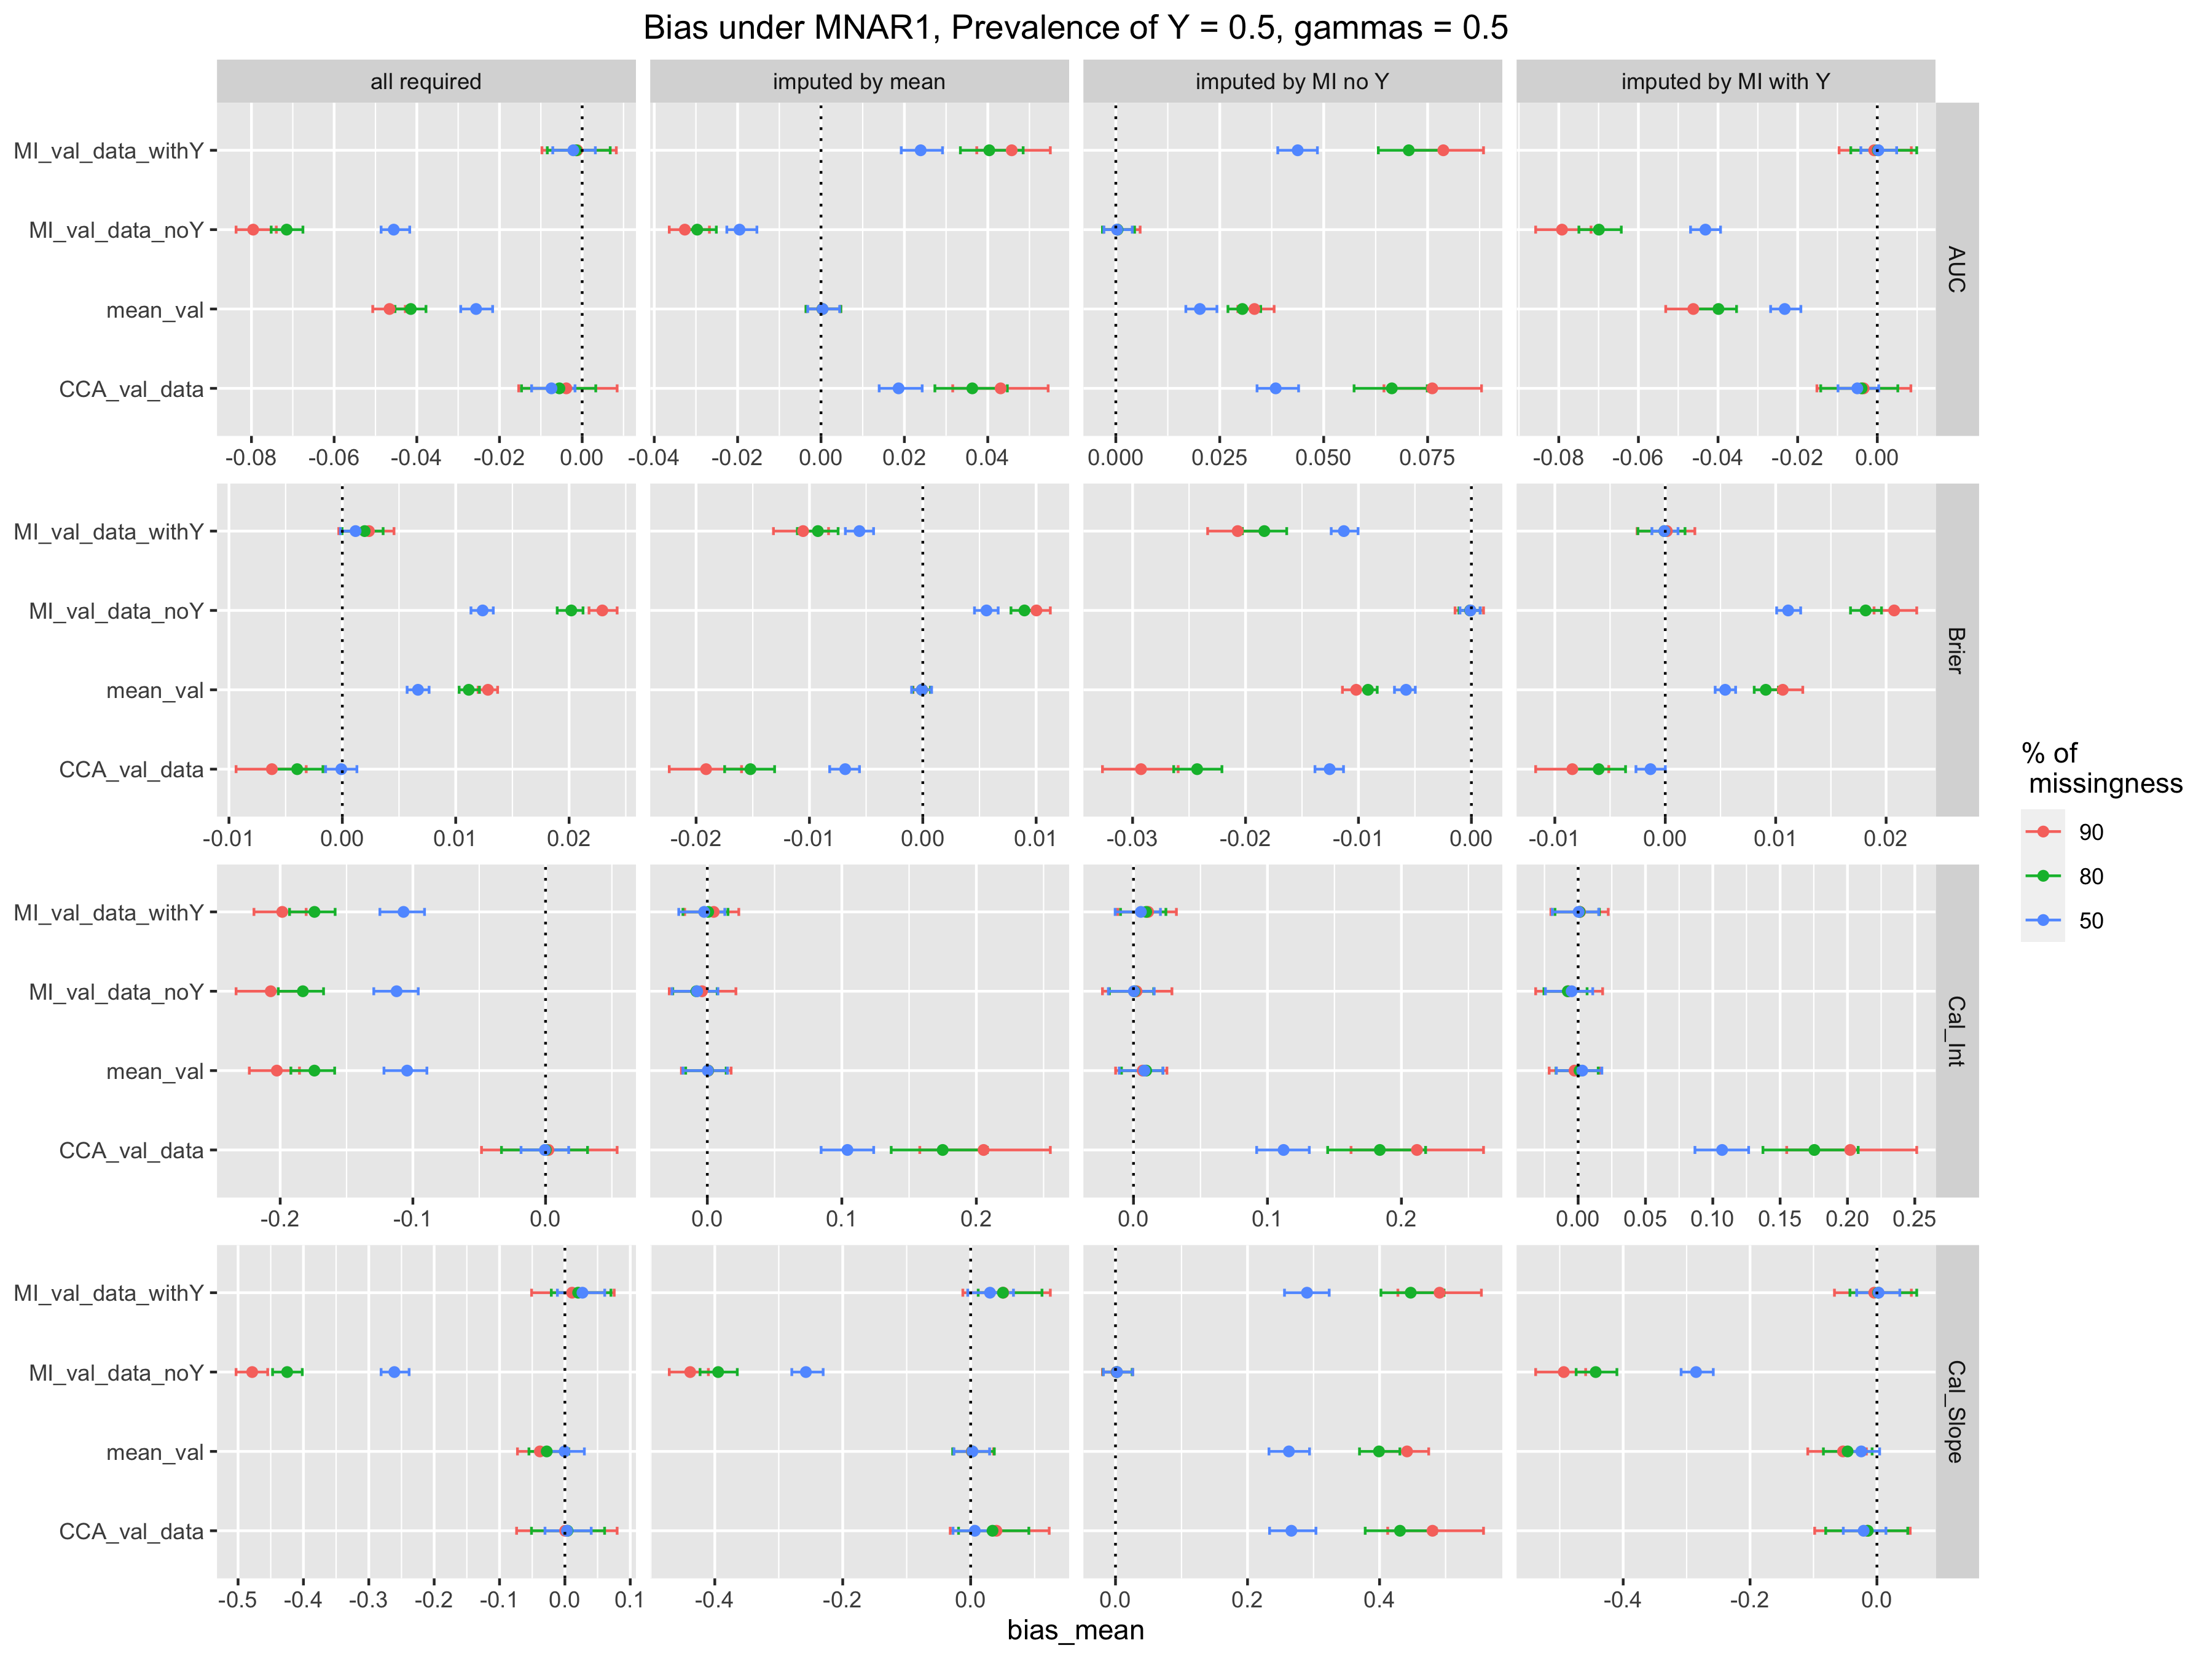 Bias under MNAR1, Prevalence of Y = 0.5, gammas = 0.5
all required imputed by mean imputed by MI no Y imputed by MI with Y
MI_val_data_withY
MI_val_data_noY
mean_val
CCA_val_data
AUC
-0.08 -0.06 -0.04 -0.02 0.00 -0.04 -0.02 0.00 0.02 0.04 0.000 0.025 0.050 0.075 -0.08 -0.06 -0.04 -0.02 0.00
MI_val_data_withY
MI_val_data_noY
mean_val
CCA_val_data
Brier
-0.01 0.00 0.01 0.02 -0.02 -0.01 0.00 0.01 -0.03 -0.02 -0.01 0.00 -0.01 0.00 0.01 0.02
MI_val_data_withY
MI_val_data_noY
mean_val
CCA_val_data
Cal_Int
-0.2 -0.1 0.0 0.0 0.1 0.2 0.0 0.1 0.2 0.00 0.05 0.10 0.15 0.20 0.25
MI_val_data_withY
MI_val_data_noY
mean_val
CCA_val_data
Cal_Slope
-0.5 -0.4 -0.3 -0.2 -0.1 0.0 0.1 -0.4 -0.2 0.0 0.0 0.2 0.4 -0.4 -0.2 0.0
bias_mean
% of
missingness
90
80
50